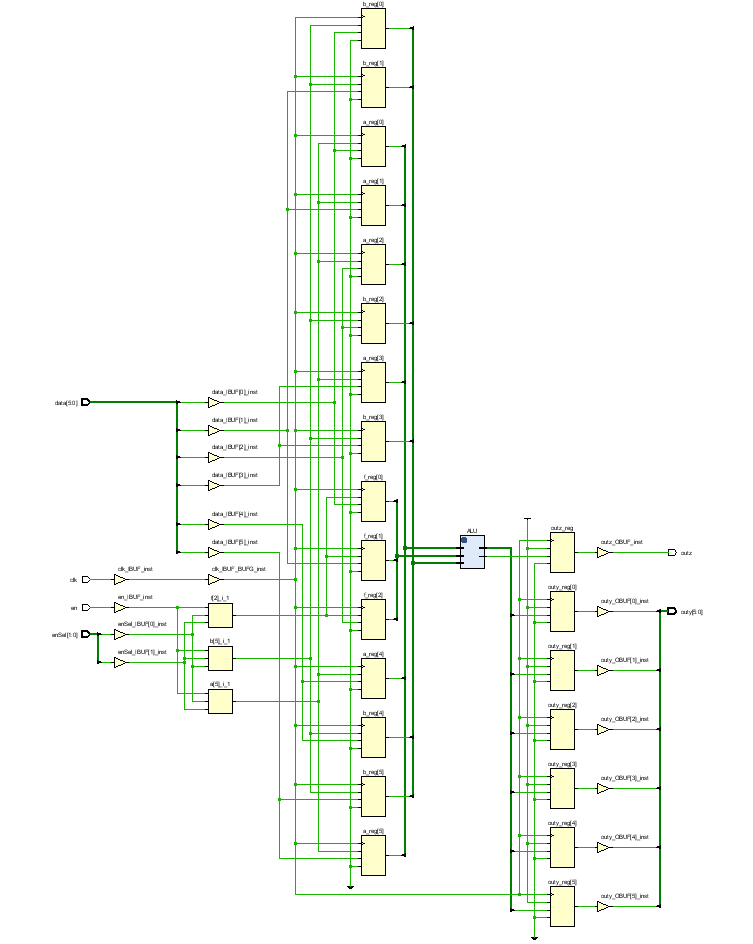 b_reg[0]
b_reg[1]
a_reg[0]
a_reg[1]
a_reg[2]
b_reg[2]
a_reg[3]
b_reg[3]
f_reg[0]
f_reg[1]
f_reg[2]
a_reg[4]
b_reg[4]
b_reg[5]
a_reg[5]
data[5:0]
data_IBUF[0]_inst
data_IBUF[1]_inst
data_IBUF[2]_inst
data_IBUF[3]_inst
data_IBUF[4]_inst
data_IBUF[5]_inst
clk
clk_IBUF_inst
clk_IBUF_BUFG_inst
en
en_IBUF_inst
enSel[1:0]
enSel_IBUF[0]_inst
enSel_IBUF[1]_inst
f[2]_i_1
b[5]_i_1
a[5]_i_1
ALU
outz_reg
outz_OBUF_inst
outz
outy_reg[0]
outy_OBUF[0]_inst
outy[5:0]
outy_reg[1]
outy_OBUF[1]_inst
outy_reg[2]
outy_OBUF[2]_inst
outy_reg[3]
outy_OBUF[3]_inst
outy_reg[4]
outy_OBUF[4]_inst
outy_reg[5]
outy_OBUF[5]_inst